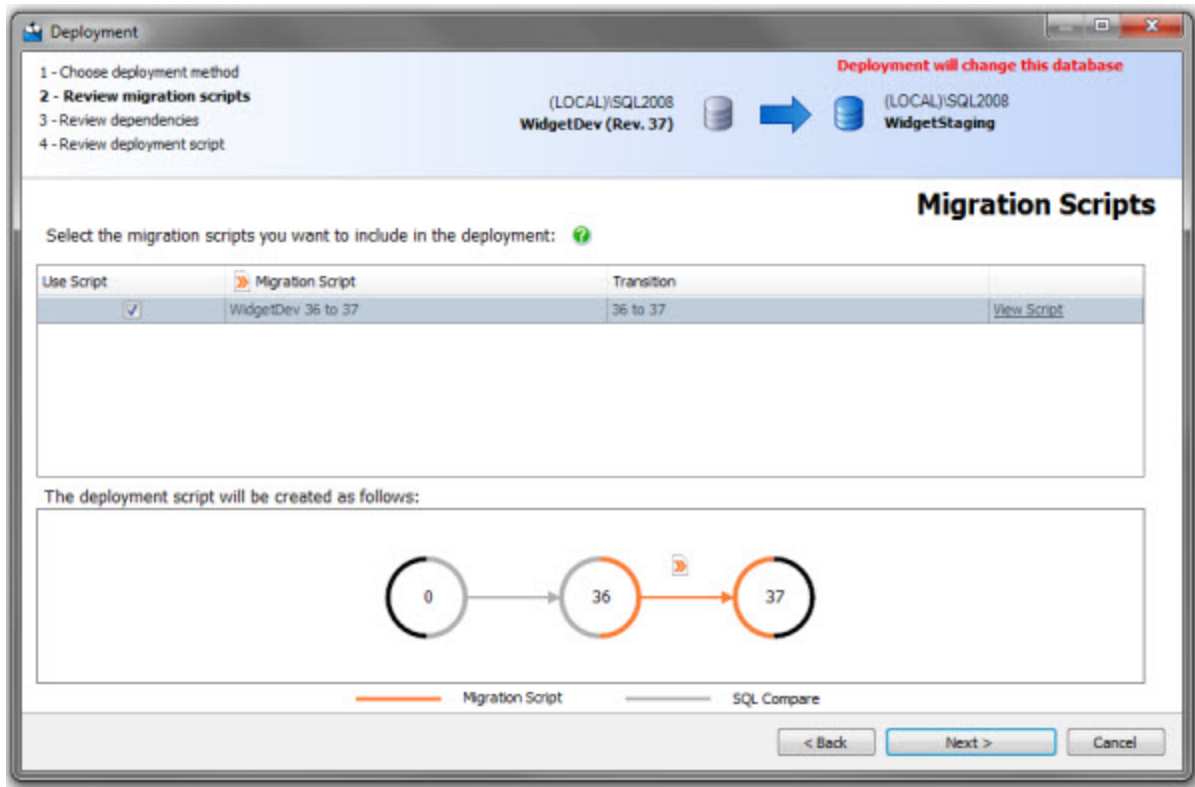 Deployment
1 - Choose deployment method
2 - Review migration scripts
3 - Review dependencies
4 - Review deployment script
Deployment will change this database
(LOCAL)\SQL2008
WidgetDev (Rev. 37)
(LOCAL)\SQL2008
WidgetStaging
Migration Scripts
Select the migration scripts you want to include in the deployment: ?
Use Script Migration Script Transition
WidgetDev 36 to 37 36 to 37 View Script
The deployment script will be created as follows:
0 36 37
Migration Script SQL Compare
< Back Next > Cancel